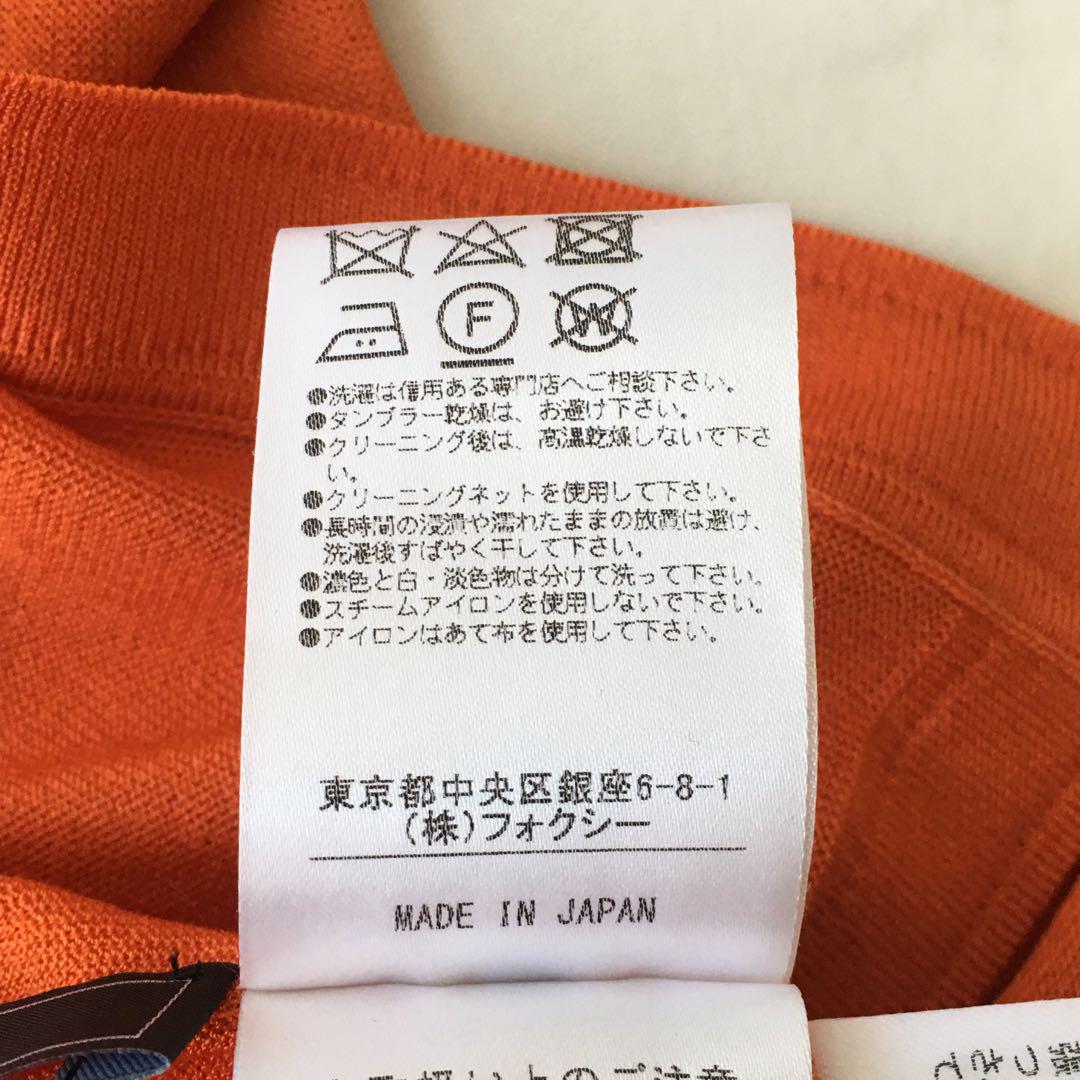 F
W
●洗濯は信用ある専門店へご相談下さい。
●タンブラー乾燥は、お避け下さい。
●クリーニング後は、高温乾燥しないで下さ
い。
●クリーニングネットを使用して下さい。
●長時間の浸漬や濡れたままの放置は避け、
洗濯後すばやく干して下さい。
●濃色と白・淡色物は分けて洗って下さい。
●スチームアイロンを使用しないで下さい。
●アイロンはあて布を使用して下さい。
東京都中央区銀座6-8-1
(株)フォクシー
MADE IN JAPAN
上のご注意